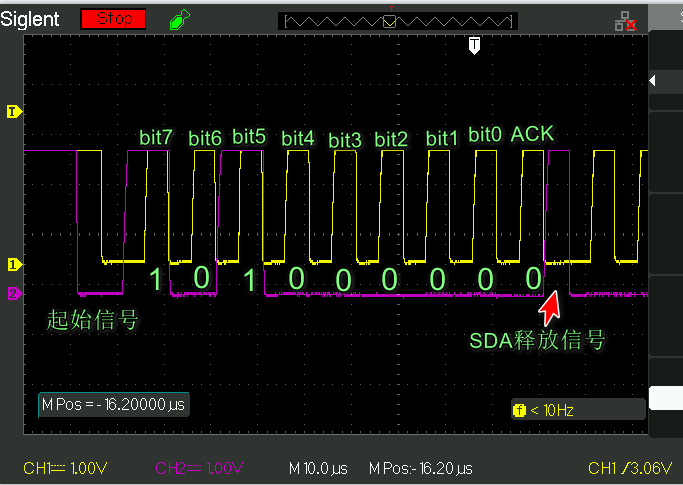 Siglent Stop
T
T
bit7 bit6 bit5 bit4 bit3 bit2 bit1 bit0 ACK
1
1 0 1 0 0 0 0 0 0
2
起始信号
SDA释放信号
M Pos = -16.20000 µs
f < 10Hz
CH1 1.00V CH2 1.00V M 10.0 µs M Pos:-16.20 µs CH1 /3.06V